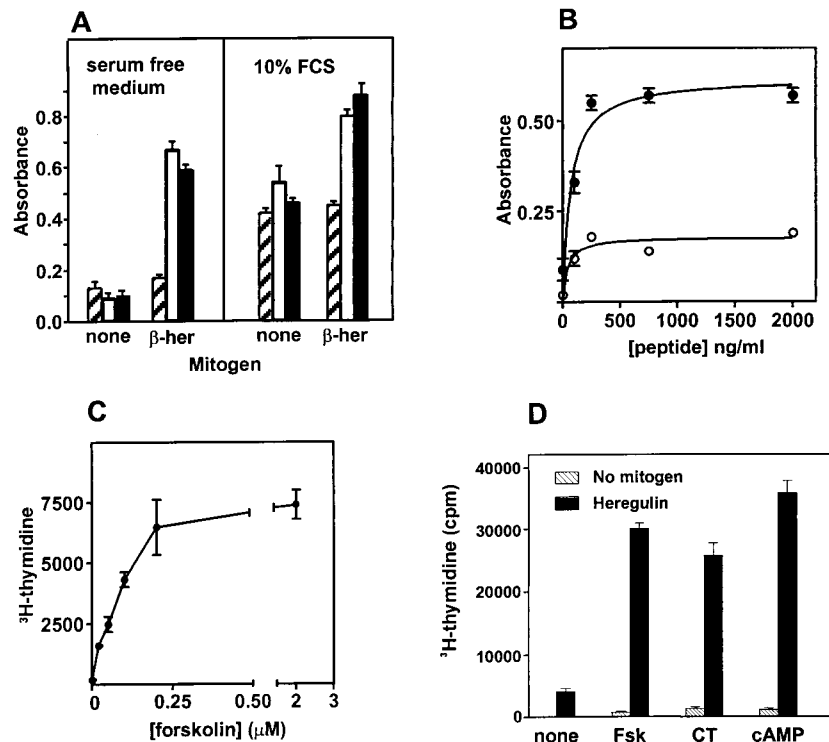 A
serum free
medium
10% FCS
Absorbance
0.8
0.6
0.4
0.2
0.0
none
β-her
none
β-her
Mitogen
B
Absorbance
0.50
0.25
0
500
1000
1500
2000
[peptide] ng/ml
C
³H-thymidine
7500
5000
2500
0
0.25
0.50
2
3
[forskolin] (μM)
D
No mitogen
Heregulin
³H-thymidine (cpm)
40000
30000
20000
10000
0
none
Fsk
CT
cAMP